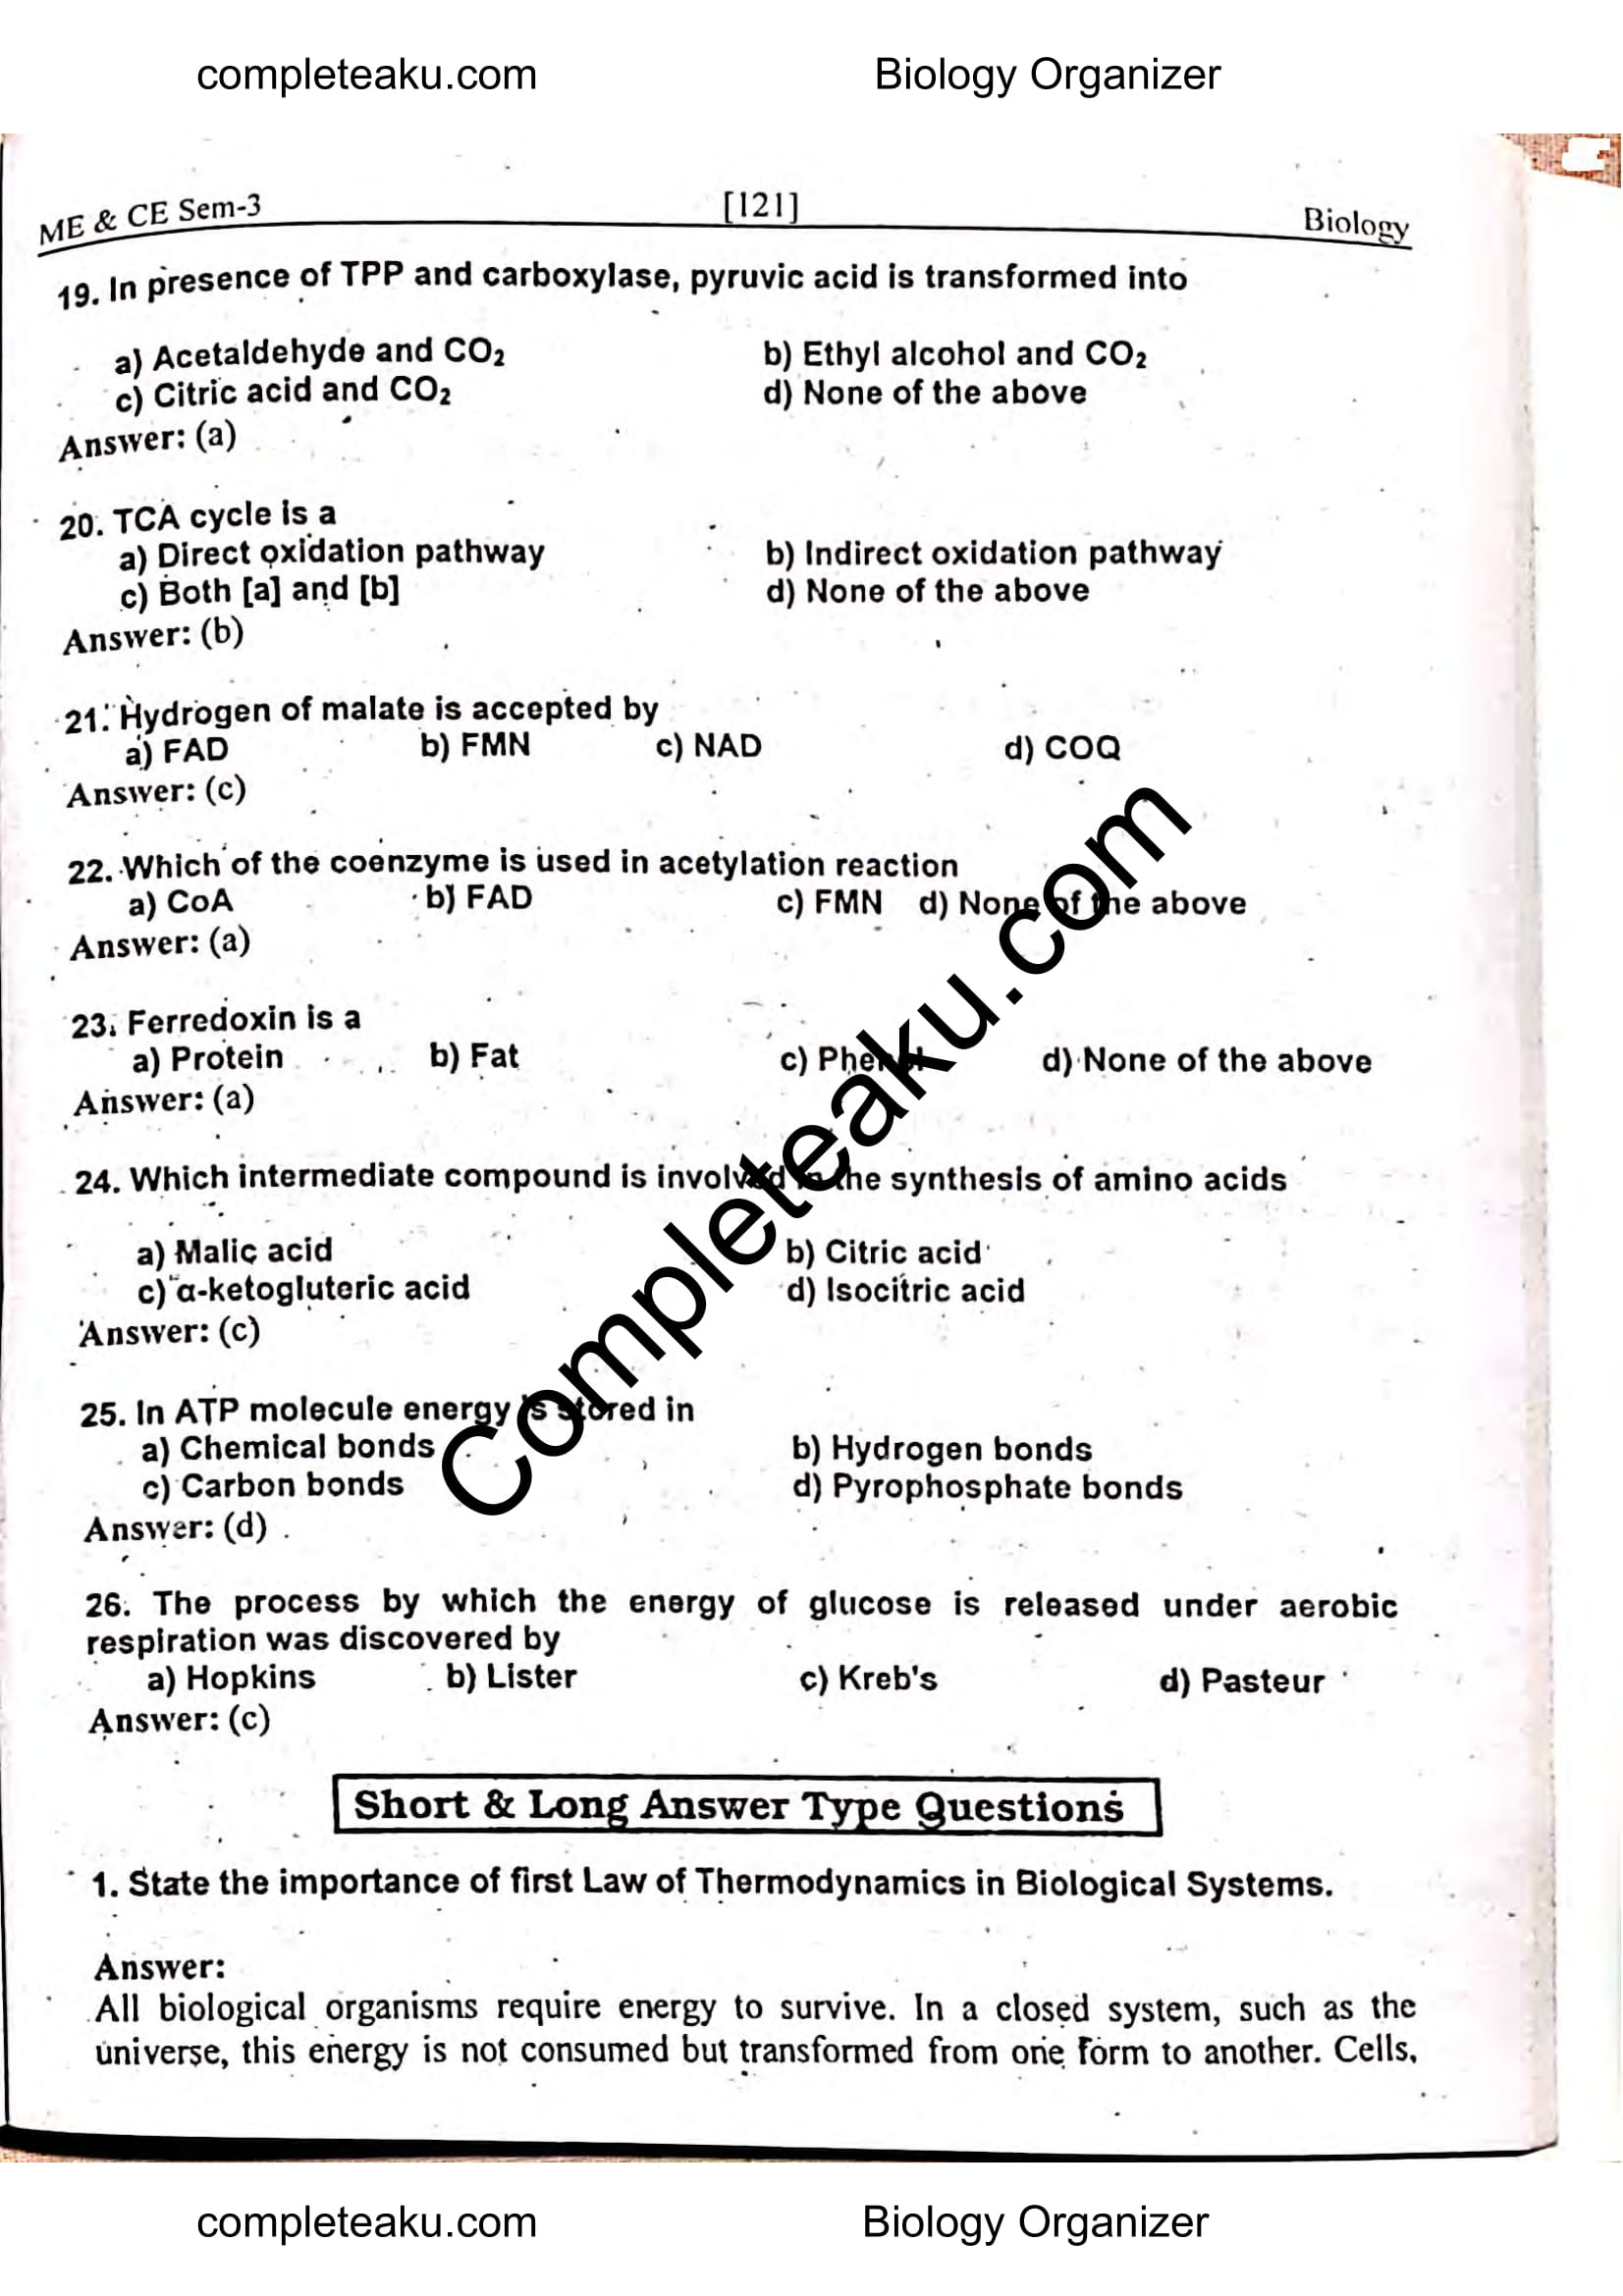 completeaku.com Biology Organizer
ME & CE Sem-3 [121] Biology
19. In presence of TPP and carboxylase, pyruvic acid is transformed into
a) Acetaldehyde and CO₂ b) Ethyl alcohol and CO₂
c) Citric acid and CO₂ d) None of the above
Answer: (a)
20. TCA cycle is a
a) Direct oxidation pathway b) Indirect oxidation pathway
c) Both [a] and [b] d) None of the above
Answer: (b)
21. Hydrogen of malate is accepted by
a) FAD b) FMN c) NAD d) COQ
Answer: (c)
22. Which of the coenzyme is used in acetylation reaction
a) CoA b) FAD c) FMN d) None of the above
Answer: (a)
23. Ferredoxin is a
a) Protein b) Fat c) Phenol d) None of the above
Answer: (a)
24. Which intermediate compound is involved in the synthesis of amino acids
a) Malic acid b) Citric acid
c) α-ketogluteric acid d) Isocitric acid
Answer: (c)
25. In ATP molecule energy is stored in
a) Chemical bonds b) Hydrogen bonds
c) Carbon bonds d) Pyrophosphate bonds
Answer: (d)
26. The process by which the energy of glucose is released under aerobic
respiration was discovered by
a) Hopkins b) Lister c) Kreb's d) Pasteur
Answer: (c)
Short & Long Answer Type Questions
1. State the importance of first Law of Thermodynamics in Biological Systems.
Answer:
All biological organisms require energy to survive. In a closed system, such as the
universe, this energy is not consumed but transformed from one form to another. Cells,
Completeaku.com
completeaku.com Biology Organizer